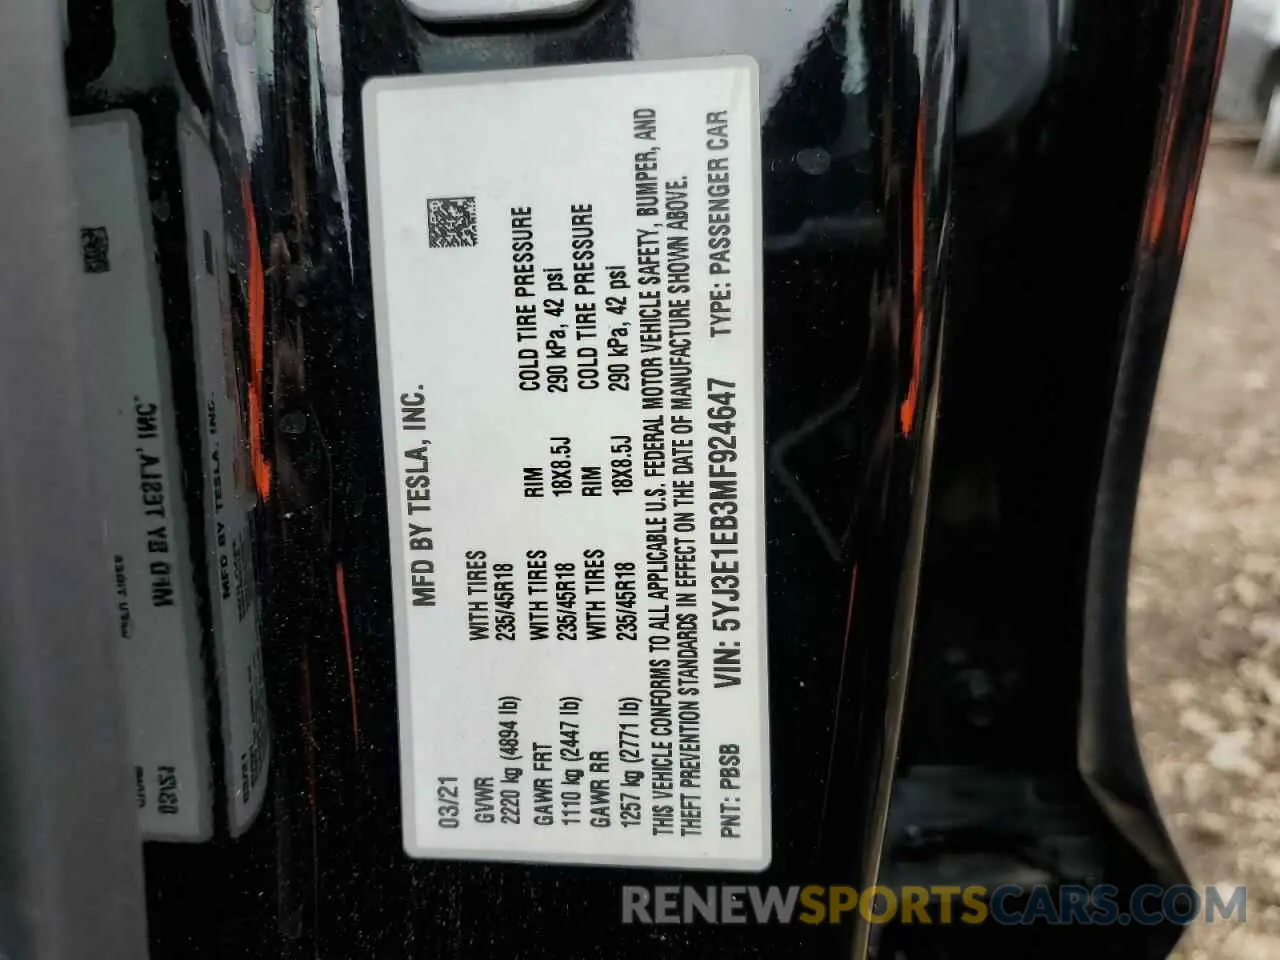 MFD BY TESLA, INC.
03/21
GVWR WITH TIRES
2220 kg (4894 lb) 235/45R18
GAWR FRT WITH TIRES RIM COLD TIRE PRESSURE
1110 kg (2447 lb) 235/45R18 18X8.5J 290 kPa, 42 psi
GAWR RR WITH TIRES RIM COLD TIRE PRESSURE
1257 kg (2771 lb) 235/45R18 18X8.5J 290 kPa, 42 psi
THIS VEHICLE CONFORMS TO ALL APPLICABLE U.S. FEDERAL MOTOR VEHICLE SAFETY, BUMPER, AND
THEFT PREVENTION STANDARDS IN EFFECT ON THE DATE OF MANUFACTURE SHOWN ABOVE.
PNT: PBSB VIN: 5YJ3E1EB3MF924647 TYPE: PASSENGER CAR
RENEWSPORTSCARS.COM